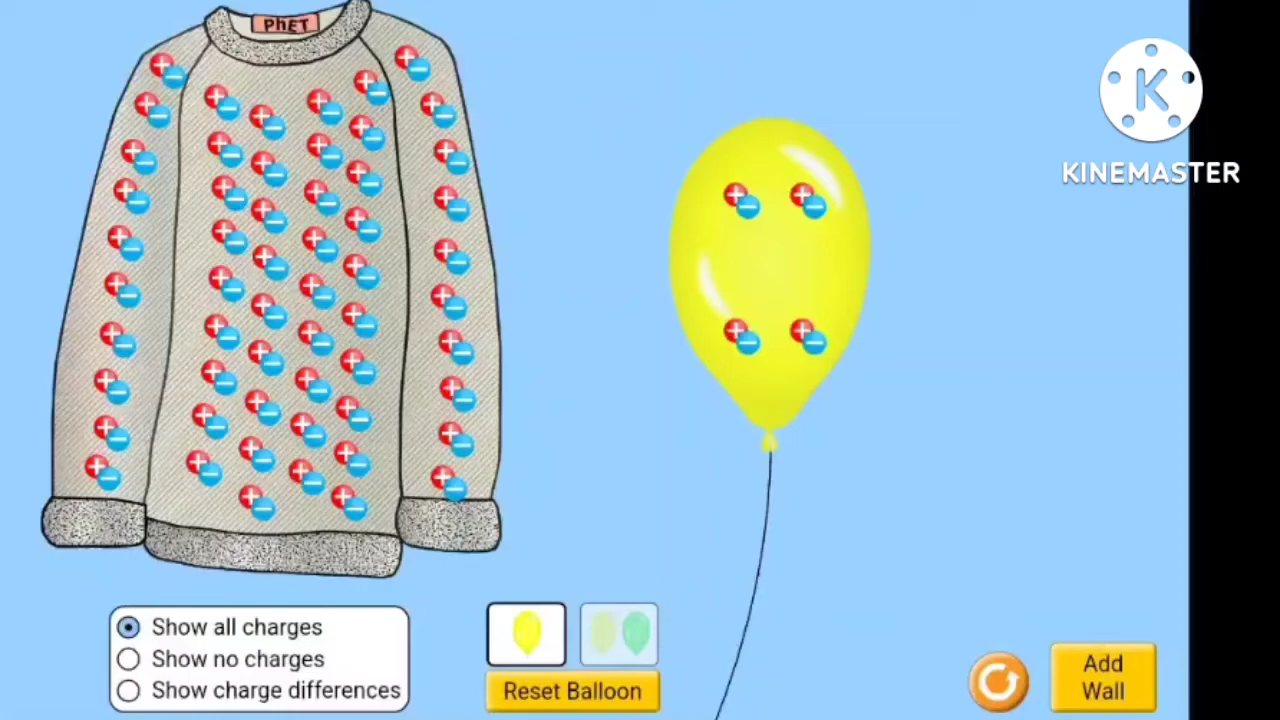 PhET
KINEMASTER
Show all charges
Show no charges
Show charge differences
Reset Balloon
Add
Wall